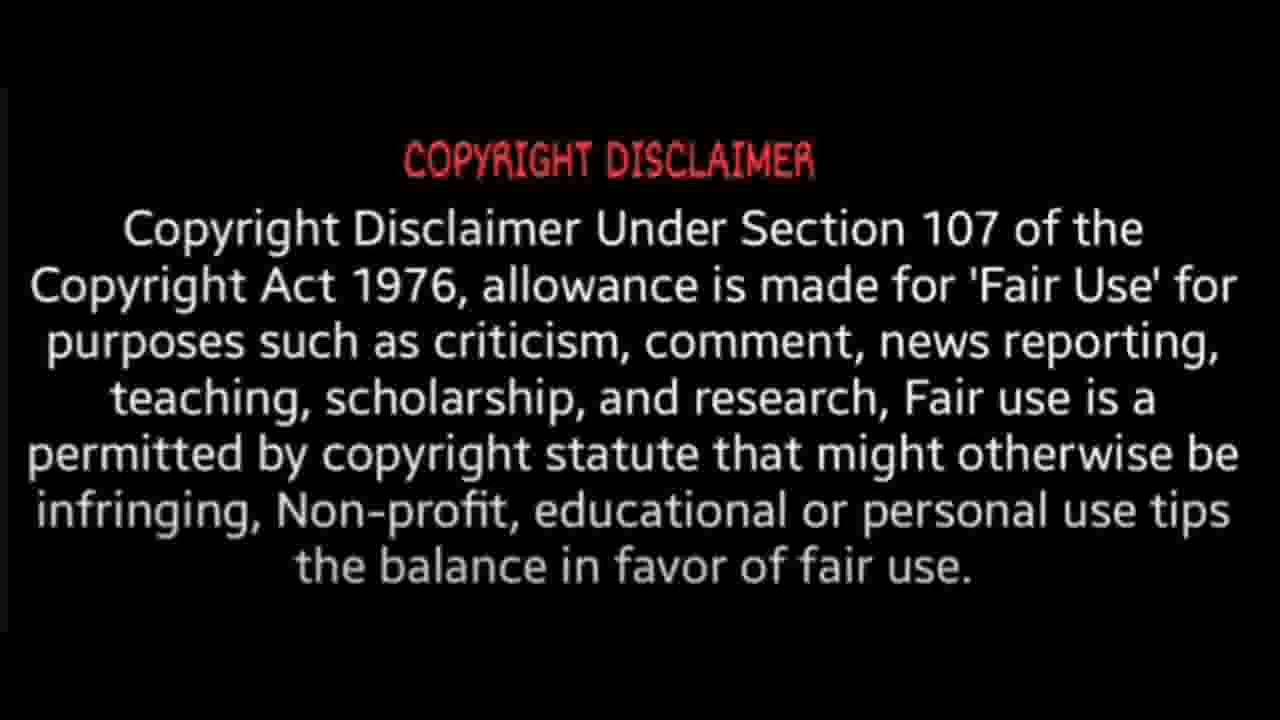 COPYRIGHT DISCLAIMER
Copyright Disclaimer Under Section 107 of the
Copyright Act 1976, allowance is made for 'Fair Use' for
purposes such as criticism, comment, news reporting,
teaching, scholarship, and research, Fair use is a
permitted by copyright statute that might otherwise be
infringing, Non-profit, educational or personal use tips
the balance in favor of fair use.